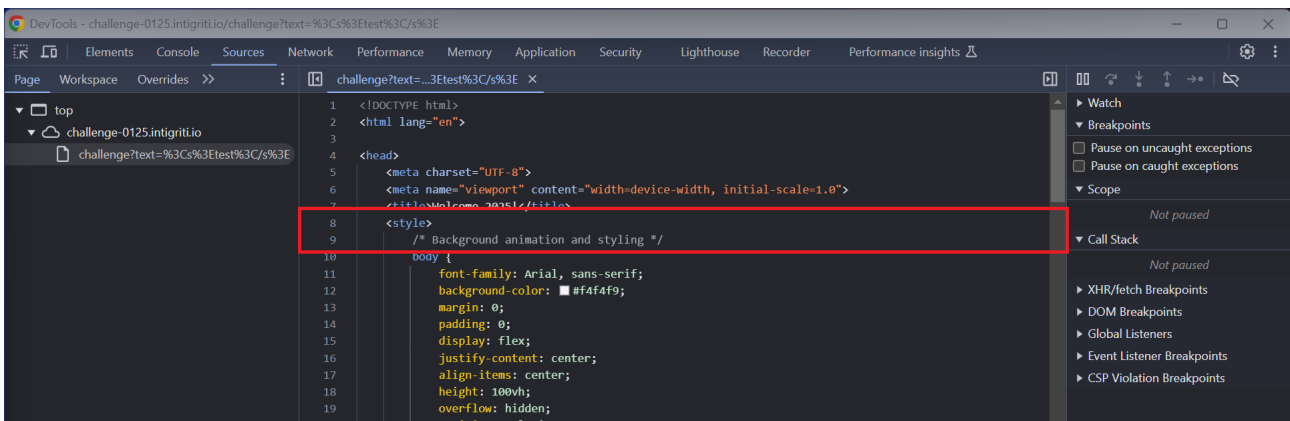 DevTools - challenge-0125.intigriti.io/challenge?text=%3Cs%3Etest%3C/s%3E
Elements Console Sources Network Performance Memory Application Security Lighthouse Recorder Performance insights
Page Workspace Overrides >>
challenge?text=...3Etest%3C/s%3E ×
top
challenge-0125.intigriti.io
challenge?text=%3Cs%3Etest%3C/s%3E
1 <!DOCTYPE html>
2 <html lang="en">
3
4 <head>
5 <meta charset="UTF-8">
6 <meta name="viewport" content="width=device-width, initial-scale=1.0">
7 <title>Welcome 2025!</title>
8 <style>
9 /* Background animation and styling */
10 body {
11 font-family: Arial, sans-serif;
12 background-color: #f4f4f9;
13 margin: 0;
14 padding: 0;
15 display: flex;
16 justify-content: center;
17 align-items: center;
18 height: 100vh;
19 overflow: hidden;
Watch
Breakpoints
Pause on uncaught exceptions
Pause on caught exceptions
Scope
Not paused
Call Stack
Not paused
XHR/fetch Breakpoints
DOM Breakpoints
Global Listeners
Event Listener Breakpoints
CSP Violation Breakpoints